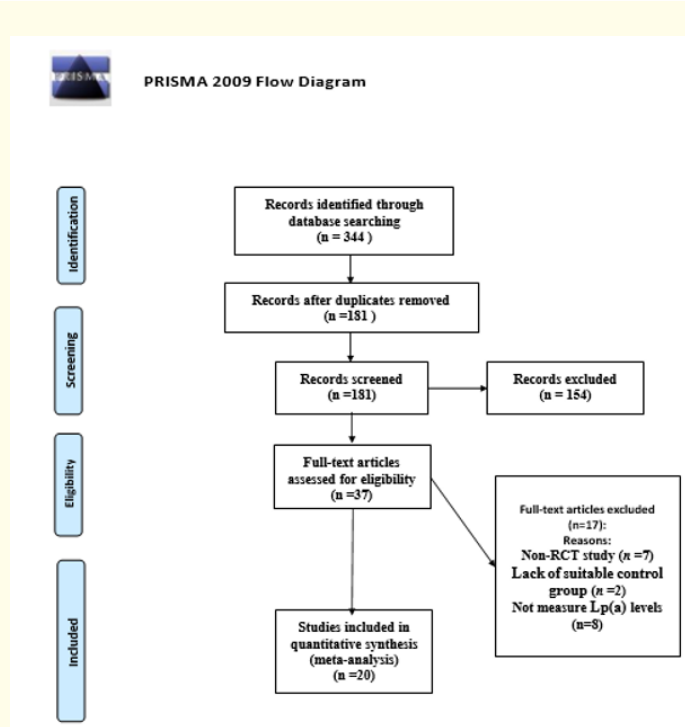 PRISMA
PRISMA 2009 Flow Diagram
Identification
Records identified through
database searching
(n = 344 )
Records after duplicates removed
(n =181 )
Screening
Records screened
(n =181)
Records excluded
(n = 154)
Eligibility
Full-text articles
assessed for eligibility
(n =37)
Full-text articles excluded
(n=17):
Reasons:
Non-RCT study (n =7)
Lack of suitable control
group (n =2)
Not measure Lp(a) levels
(n=8)
Included
Studies included in
quantitative synthesis
(meta-analysis)
(n =20)